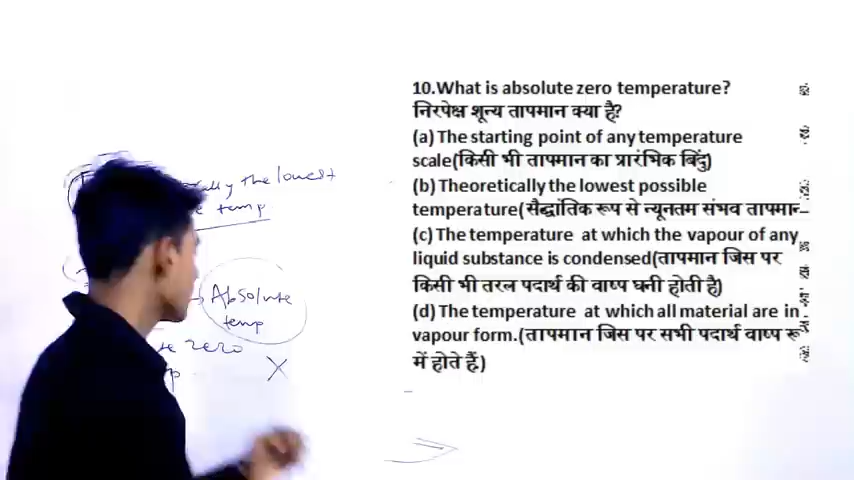 10.What is absolute zero temperature?
निरपेक्ष शून्य तापमान क्या है?
(a) The starting point of any temperature
scale(किसी भी तापमान का प्रारंभिक बिंदु)
(b) Theoretically the lowest possible
temperature(सैद्धांतिक रूप से न्यूनतम संभव तापमान
(c) The temperature at which the vapour of any
liquid substance is condensed(तापमान जिस पर
किसी भी तरल पदार्थ की वाष्प घनी होती है)
(d) The temperature at which all material are in
vapour form.(तापमान जिस पर सभी पदार्थ वाष्प रू
में होते हैं.)
the lowest
temp
Absolute
temp
zero